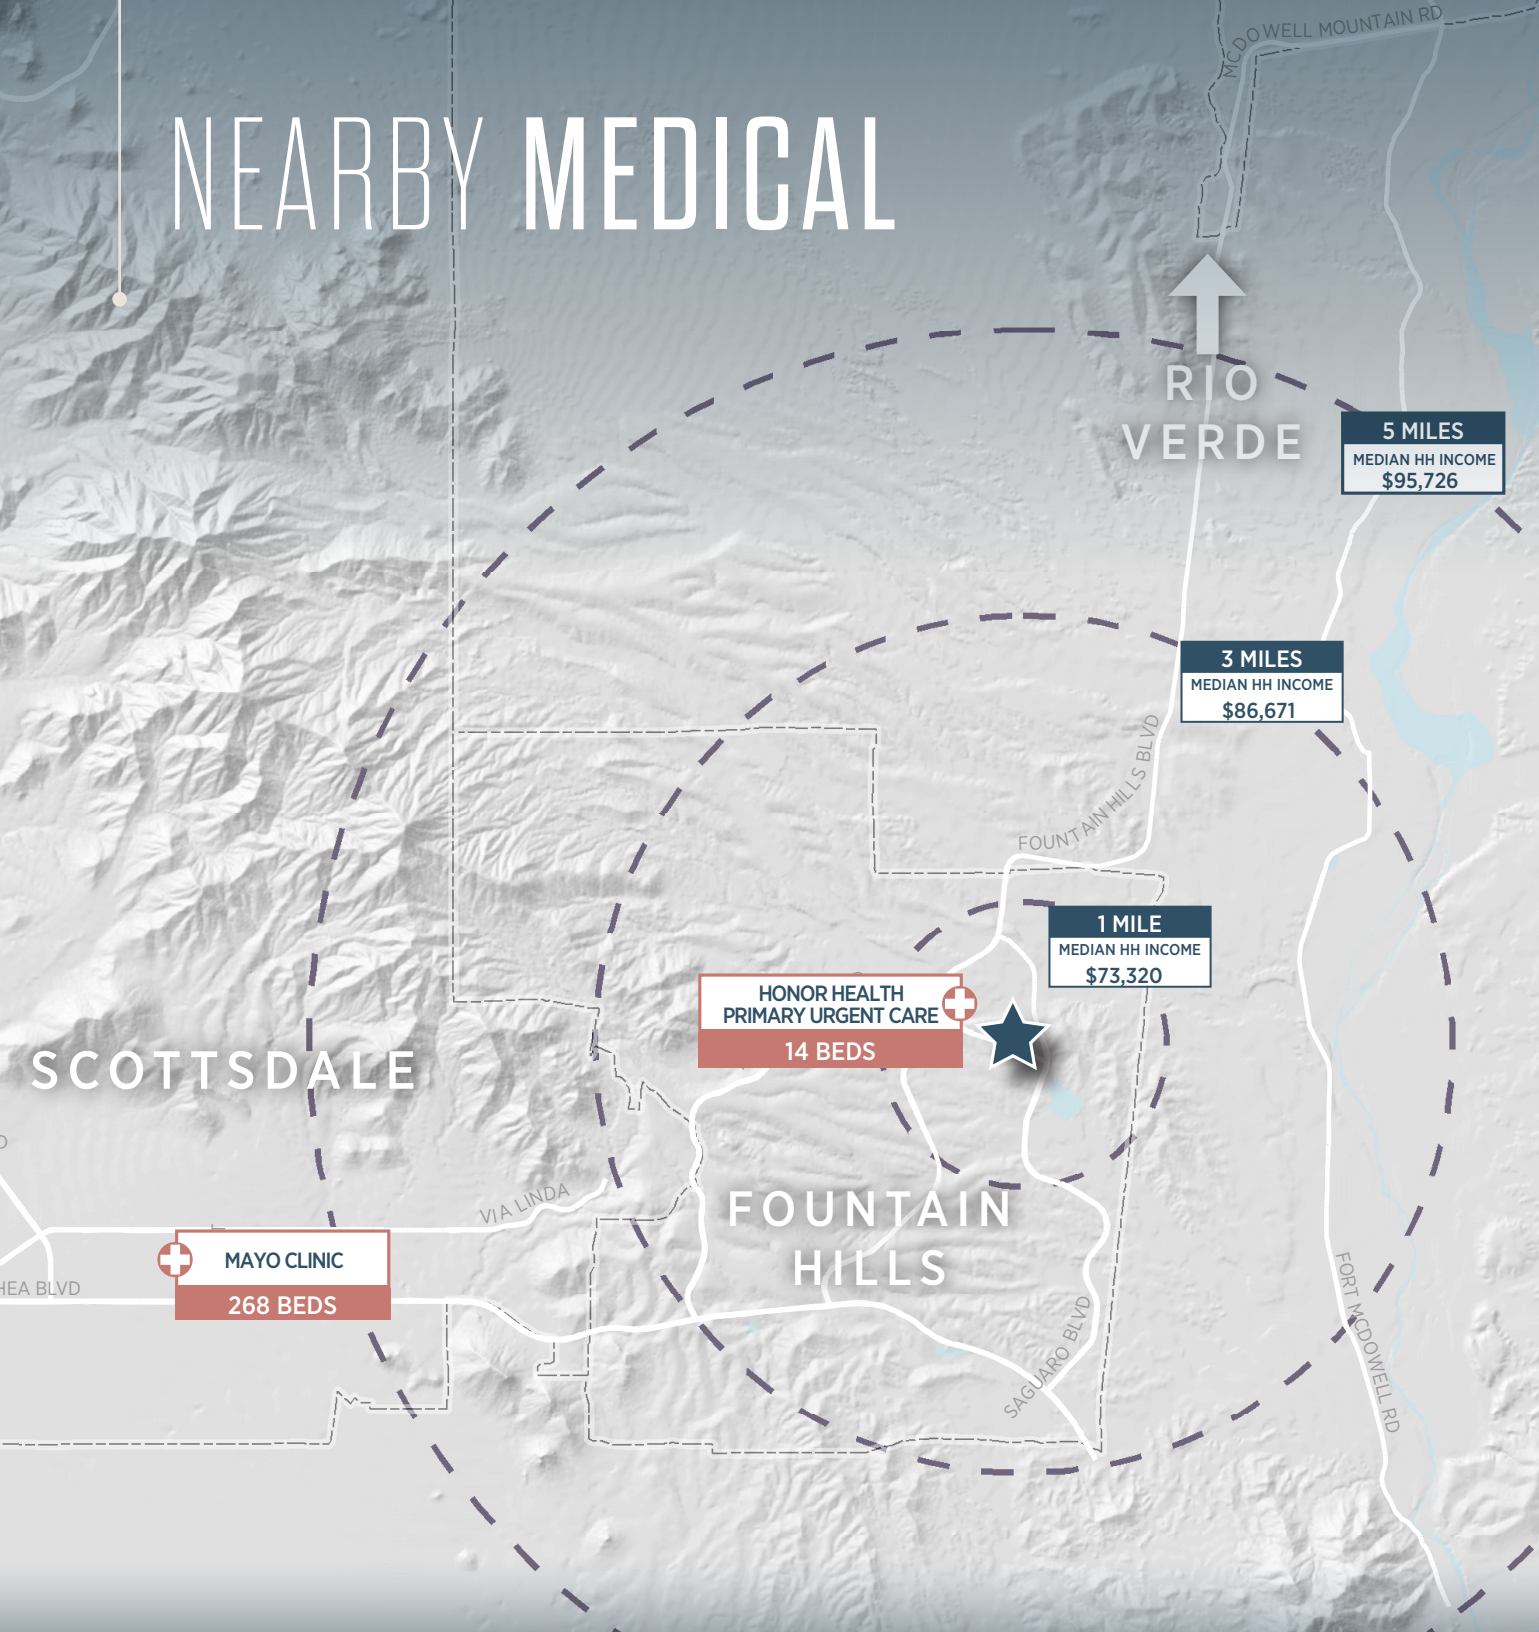 NEARBY MEDICAL
MCDOWELL MOUNTAIN RD
RIO
VERDE
5 MILES
MEDIAN HH INCOME
$95,726
3 MILES
MEDIAN HH INCOME
$86,671
FOUNTAIN HILLS BLVD
1 MILE
MEDIAN HH INCOME
$73,320
HONOR HEALTH
PRIMARY URGENT CARE
14 BEDS
SCOTTSDALE
VIA LINDA
FOUNTAIN
HILLS
MAYO CLINIC
268 BEDS
HEA BLVD
SAGUARO BLVD
FORT MCDOWELL RD